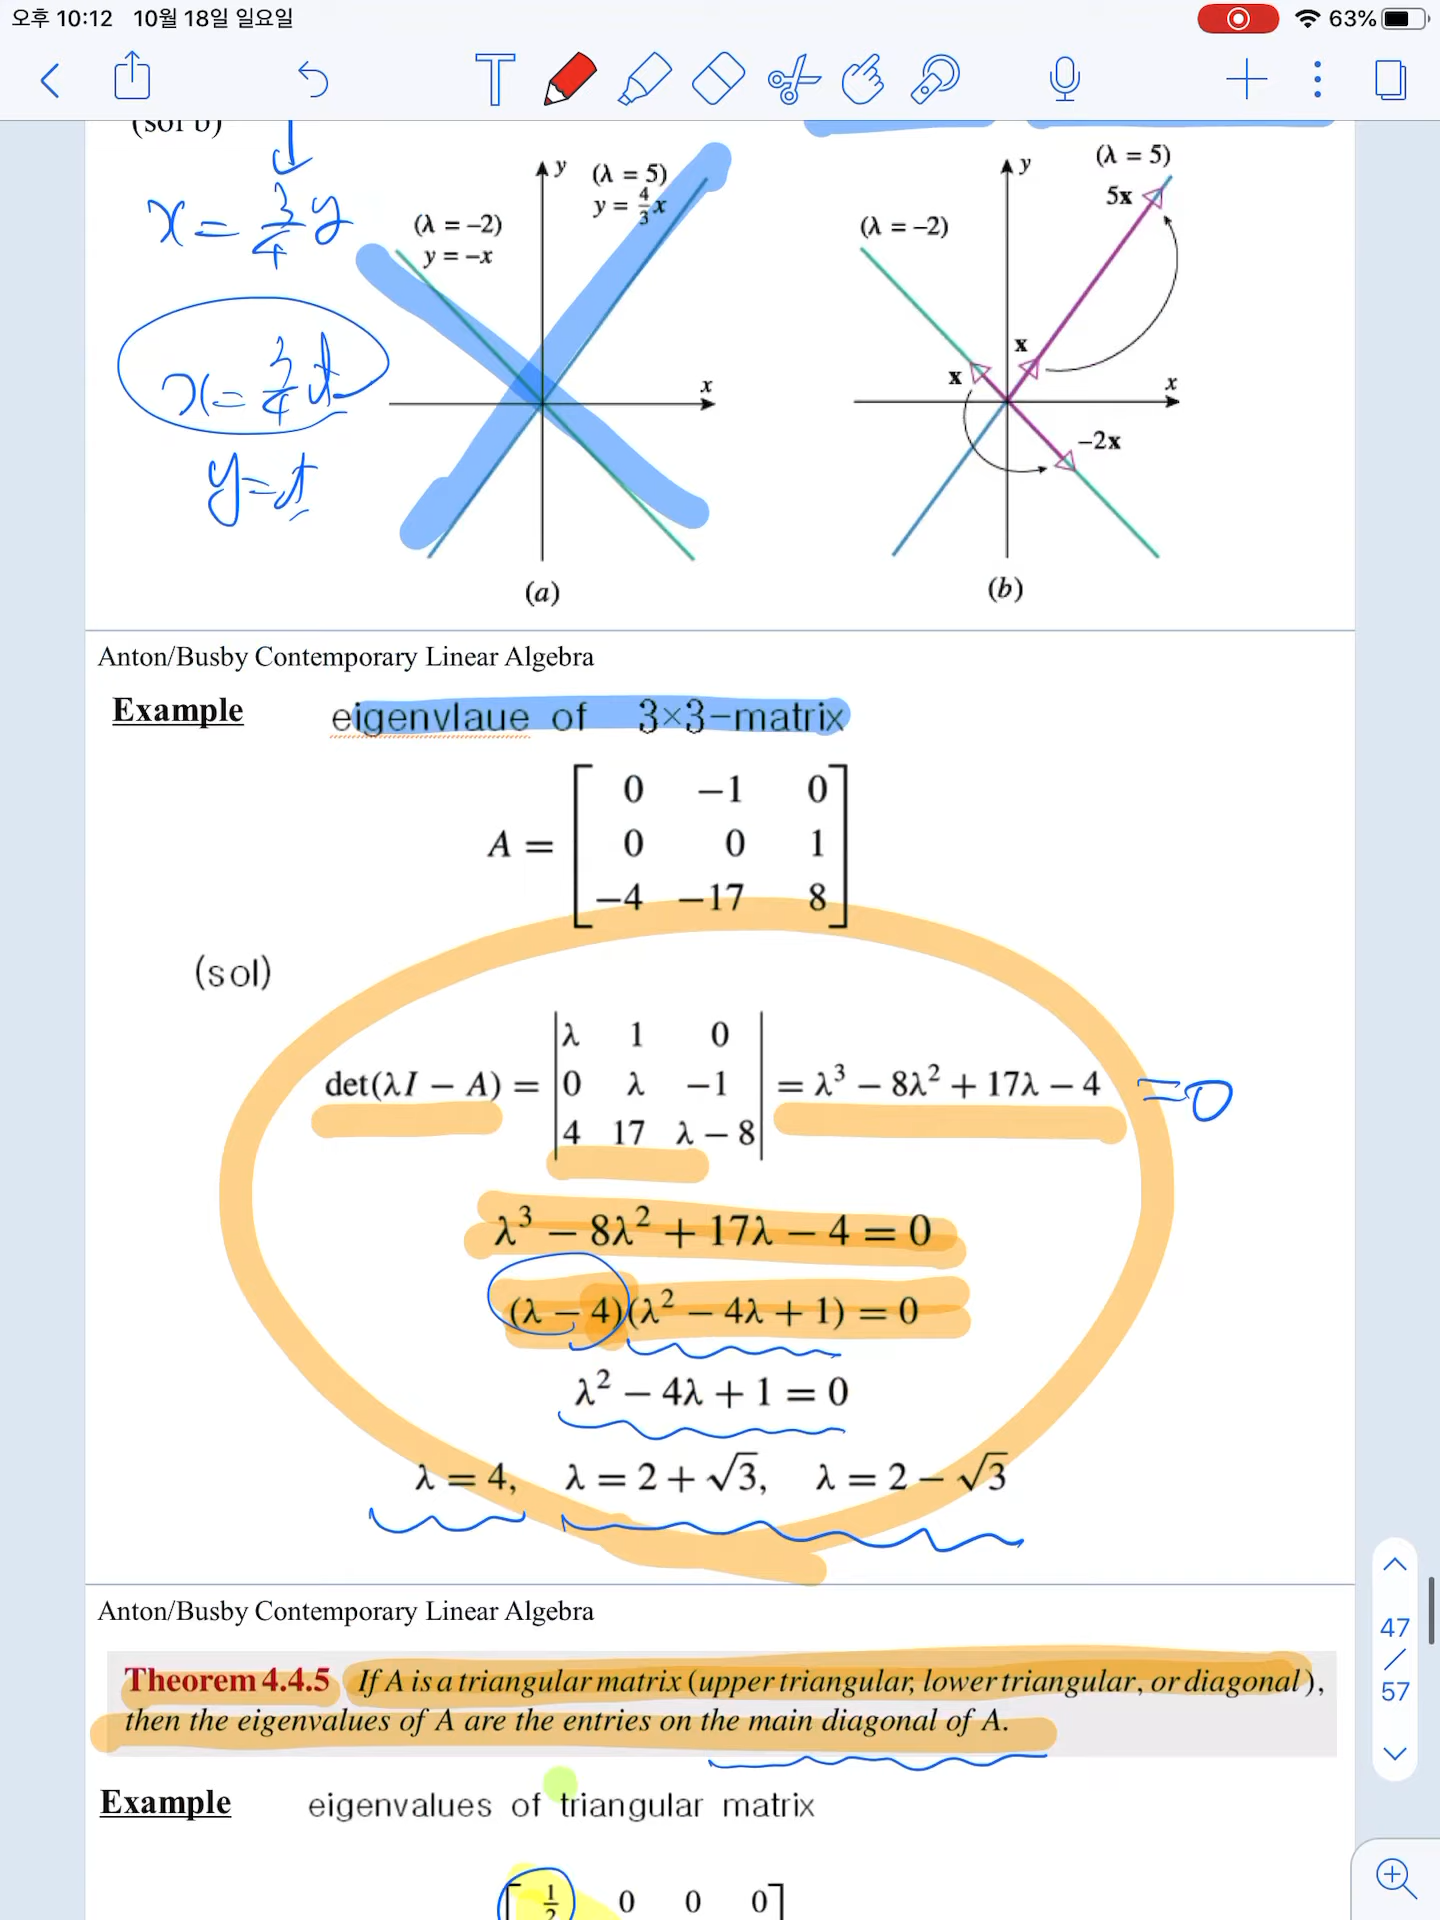 오후 10:12 10월 18일 일요일 63%
(sol b)
x = 3/4 y
x = 3/4 t
y = t
y (λ = 5)
y = 4/3 x
(λ = −2)
y = −x
x
(a)
y (λ = 5)
5x
(λ = −2)
x
x
x
−2x
(b)
Anton/Busby Contemporary Linear Algebra
Example eigenvlaue of 3×3-matrix
0 −1 0
A = 0 0 1
−4 −17 8
(sol)
λ 1 0
det(λI − A) = 0 λ −1 = λ³ − 8λ² + 17λ − 4 = 0
4 17 λ − 8
λ³ − 8λ² + 17λ − 4 = 0
(λ − 4)(λ² − 4λ + 1) = 0
λ² − 4λ + 1 = 0
λ = 4, λ = 2 + √3, λ = 2 − √3
Anton/Busby Contemporary Linear Algebra
Theorem 4.4.5 If A is a triangular matrix (upper triangular, lower triangular, or diagonal),
then the eigenvalues of A are the entries on the main diagonal of A.
Example eigenvalues of triangular matrix
1/2 0 0 0
47
/
57